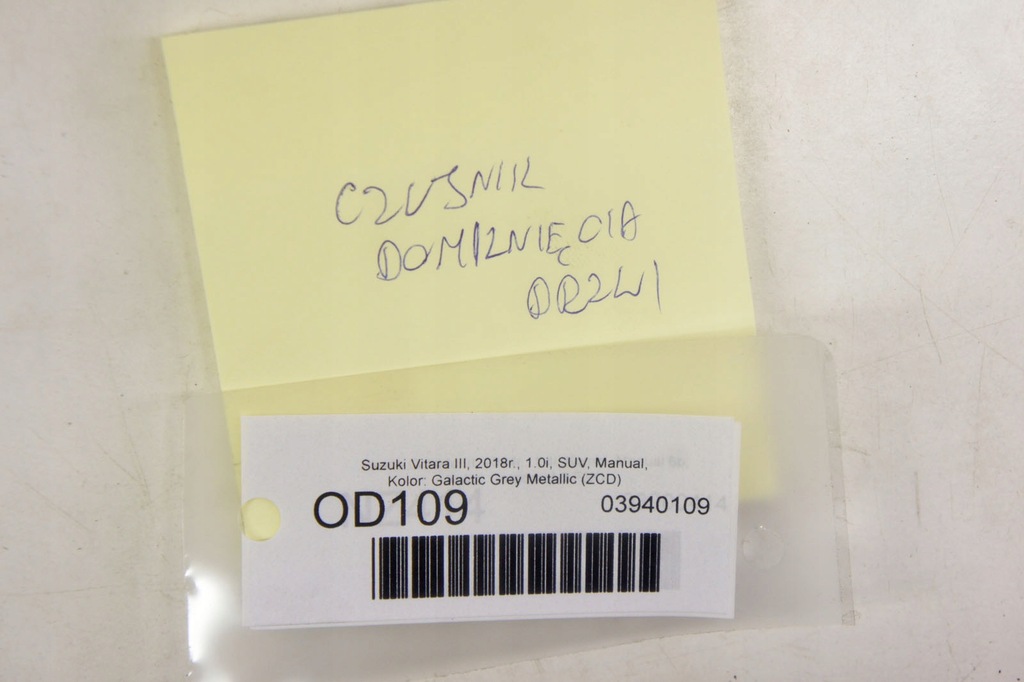 CZUJNIK
DOMKNIĘCIA
DRZWI
Suzuki Vitara III, 2018r., 1.0i, SUV, Manual,
Kolor: Galactic Grey Metallic (ZCD)
OD109 03940109